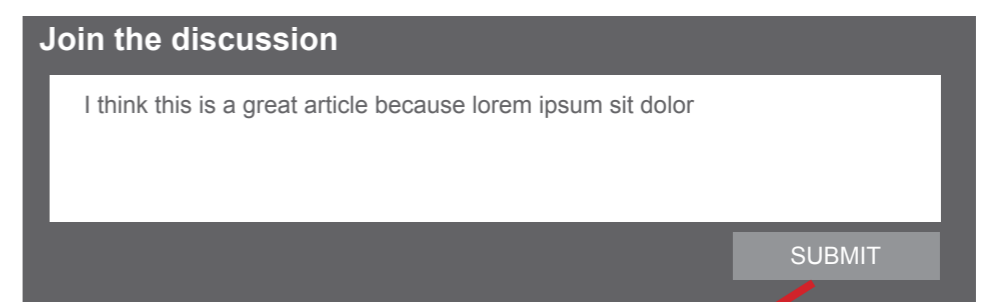 Join the discussion
I think this is a great article because lorem ipsum sit dolor
SUBMIT